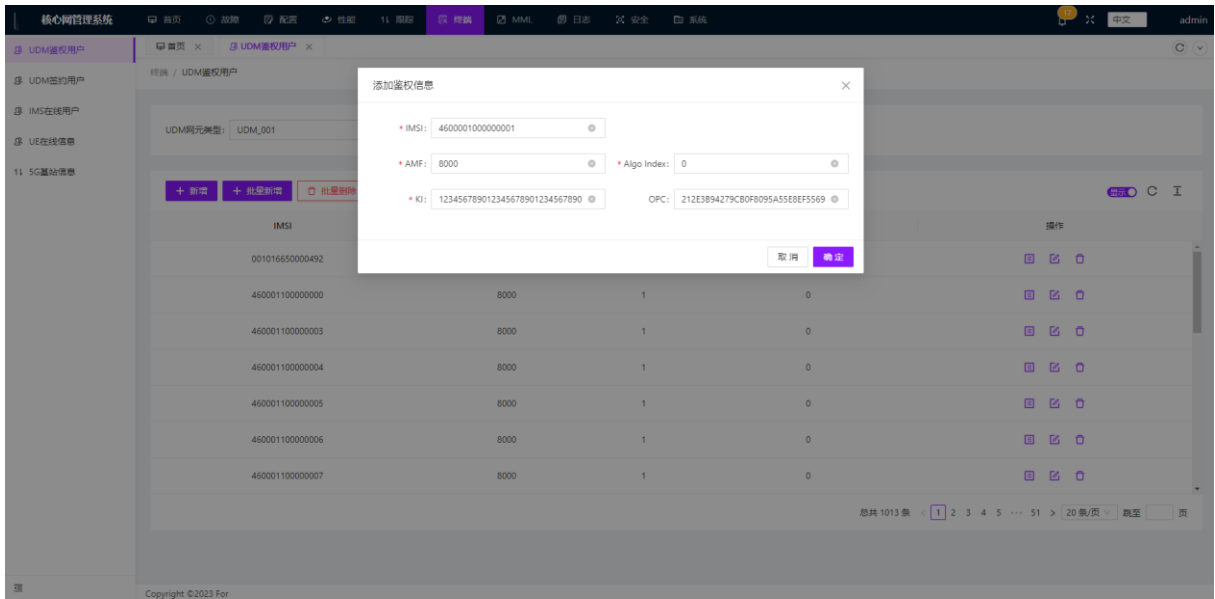 核心网管理系统 首页 故障 配置 性能 跟踪 终端 MML 日志 安全 系统 17 中文 admin
UDM鉴权用户
UDM签约用户
IMS在线用户
UE在线信息
5G基站信息
首页 UDM鉴权用户
终端 / UDM鉴权用户
UDM网元类型: UDM_001
新增 批量新增 批量删除
显示
添加鉴权信息
* IMSI: 4600001000000001
* AMF: 8000 * Algo Index: 0
* KI: 12345678901234567890123456789​0 OPC: 212E3B94279CB0F8095A55E8EF5569
取消 确定
IMSI 操作
001016650000492
460001100000000 8000 1 0
460001100000003 8000 1 0
460001100000004 8000 1 0
460001100000005 8000 1 0
460001100000006 8000 1 0
460001100000007 8000 1 0
总共 1013 条 < 1 2 3 4 5 ··· 51 > 20 条/页 跳至 页
Copyright ©2023 For